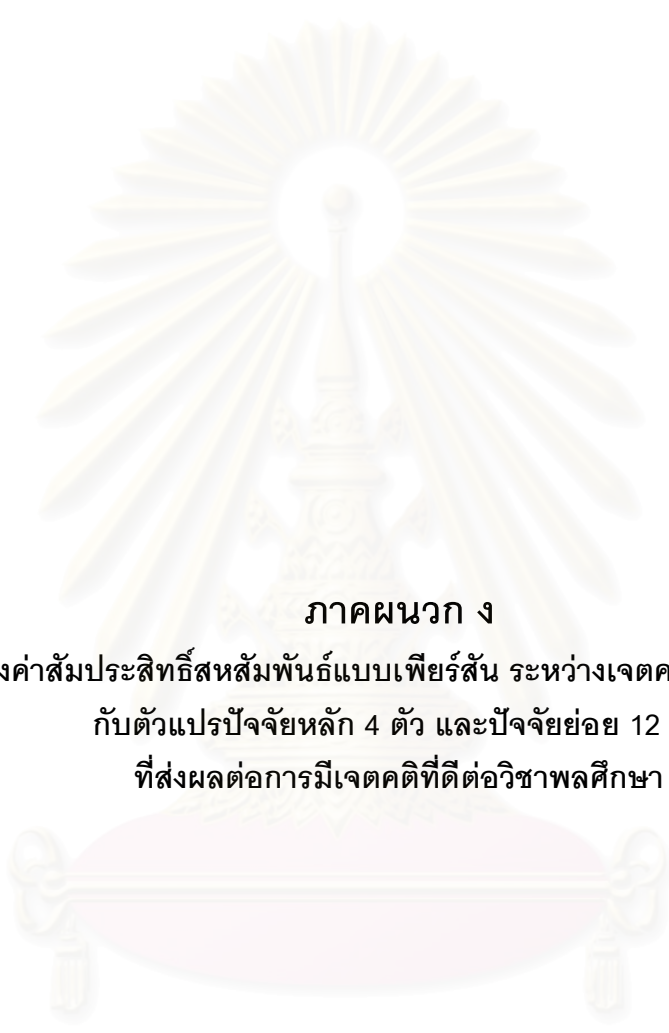 ภาคผนวก ง
งค่าสัมประสิทธิ์สหสัมพันธ์แบบเพียร์สัน ระหว่างเจตค
กับตัวแปรปัจจัยหลัก 4 ตัว และปัจจัยย่อย 12
ที่ส่งผลต่อการมีเจตคติที่ดีต่อวิชาพลศึกษา